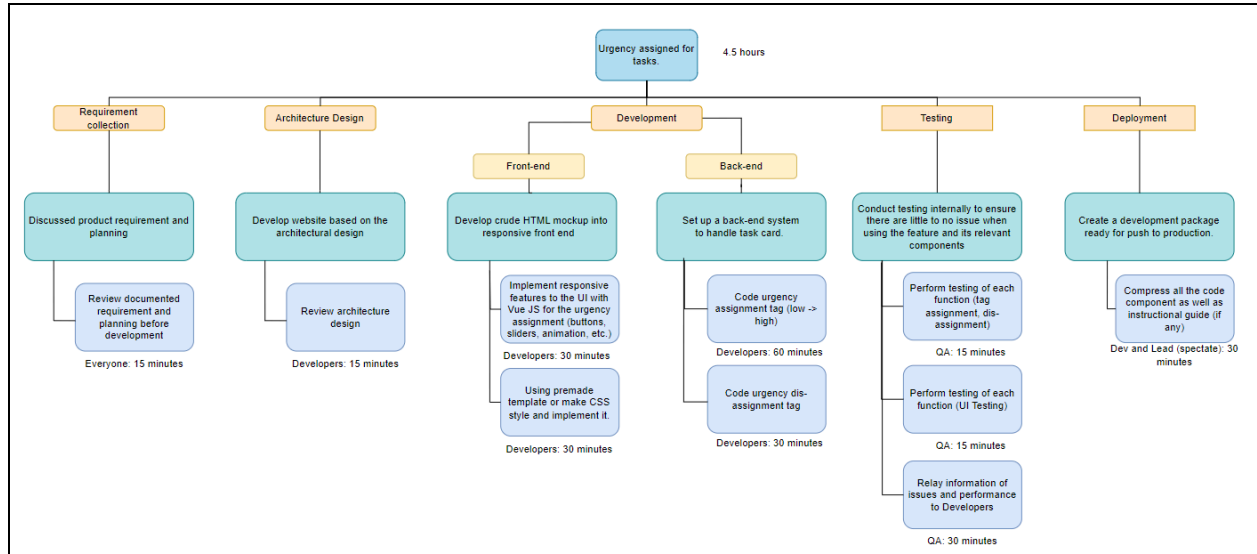 Urgency assigned for
tasks.
4.5 hours
Requirement
collection
Architecture Design
Development
Testing
Deployment
Front-end
Back-end
Discussed product requirement and
planning
Develop website based on the
architectural design
Develop crude HTML mockup into
responsive front end
Set up a back-end system
to handle task card.
Conduct testing internally to ensure
there are little to no issue when
using the feature and its relevant
components
Create a development package
ready for push to production.
Review documented
requirement and
planning before
development
Everyone: 15 minutes
Review architecture
design
Developers: 15 minutes
Implement responsive
features to the UI with
Vue JS for the urgency
assignment (buttons,
sliders, animation, etc.)
Developers: 30 minutes
Using premade
template or make CSS
style and implement it.
Developers: 30 minutes
Code urgency
assignment tag (low ->
high)
Developers: 60 minutes
Code urgency dis-
assignment tag
Developers: 30 minutes
Perform testing of each
function (tag
assignment, dis-
assignment)
QA: 15 minutes
Perform testing of each
function (UI Testing)
QA: 15 minutes
Relay information of
issues and performance
to Developers
QA: 30 minutes
Compress all the code
component as well as
instructional guide (if
any)
Dev and Lead (spectate): 30
minutes